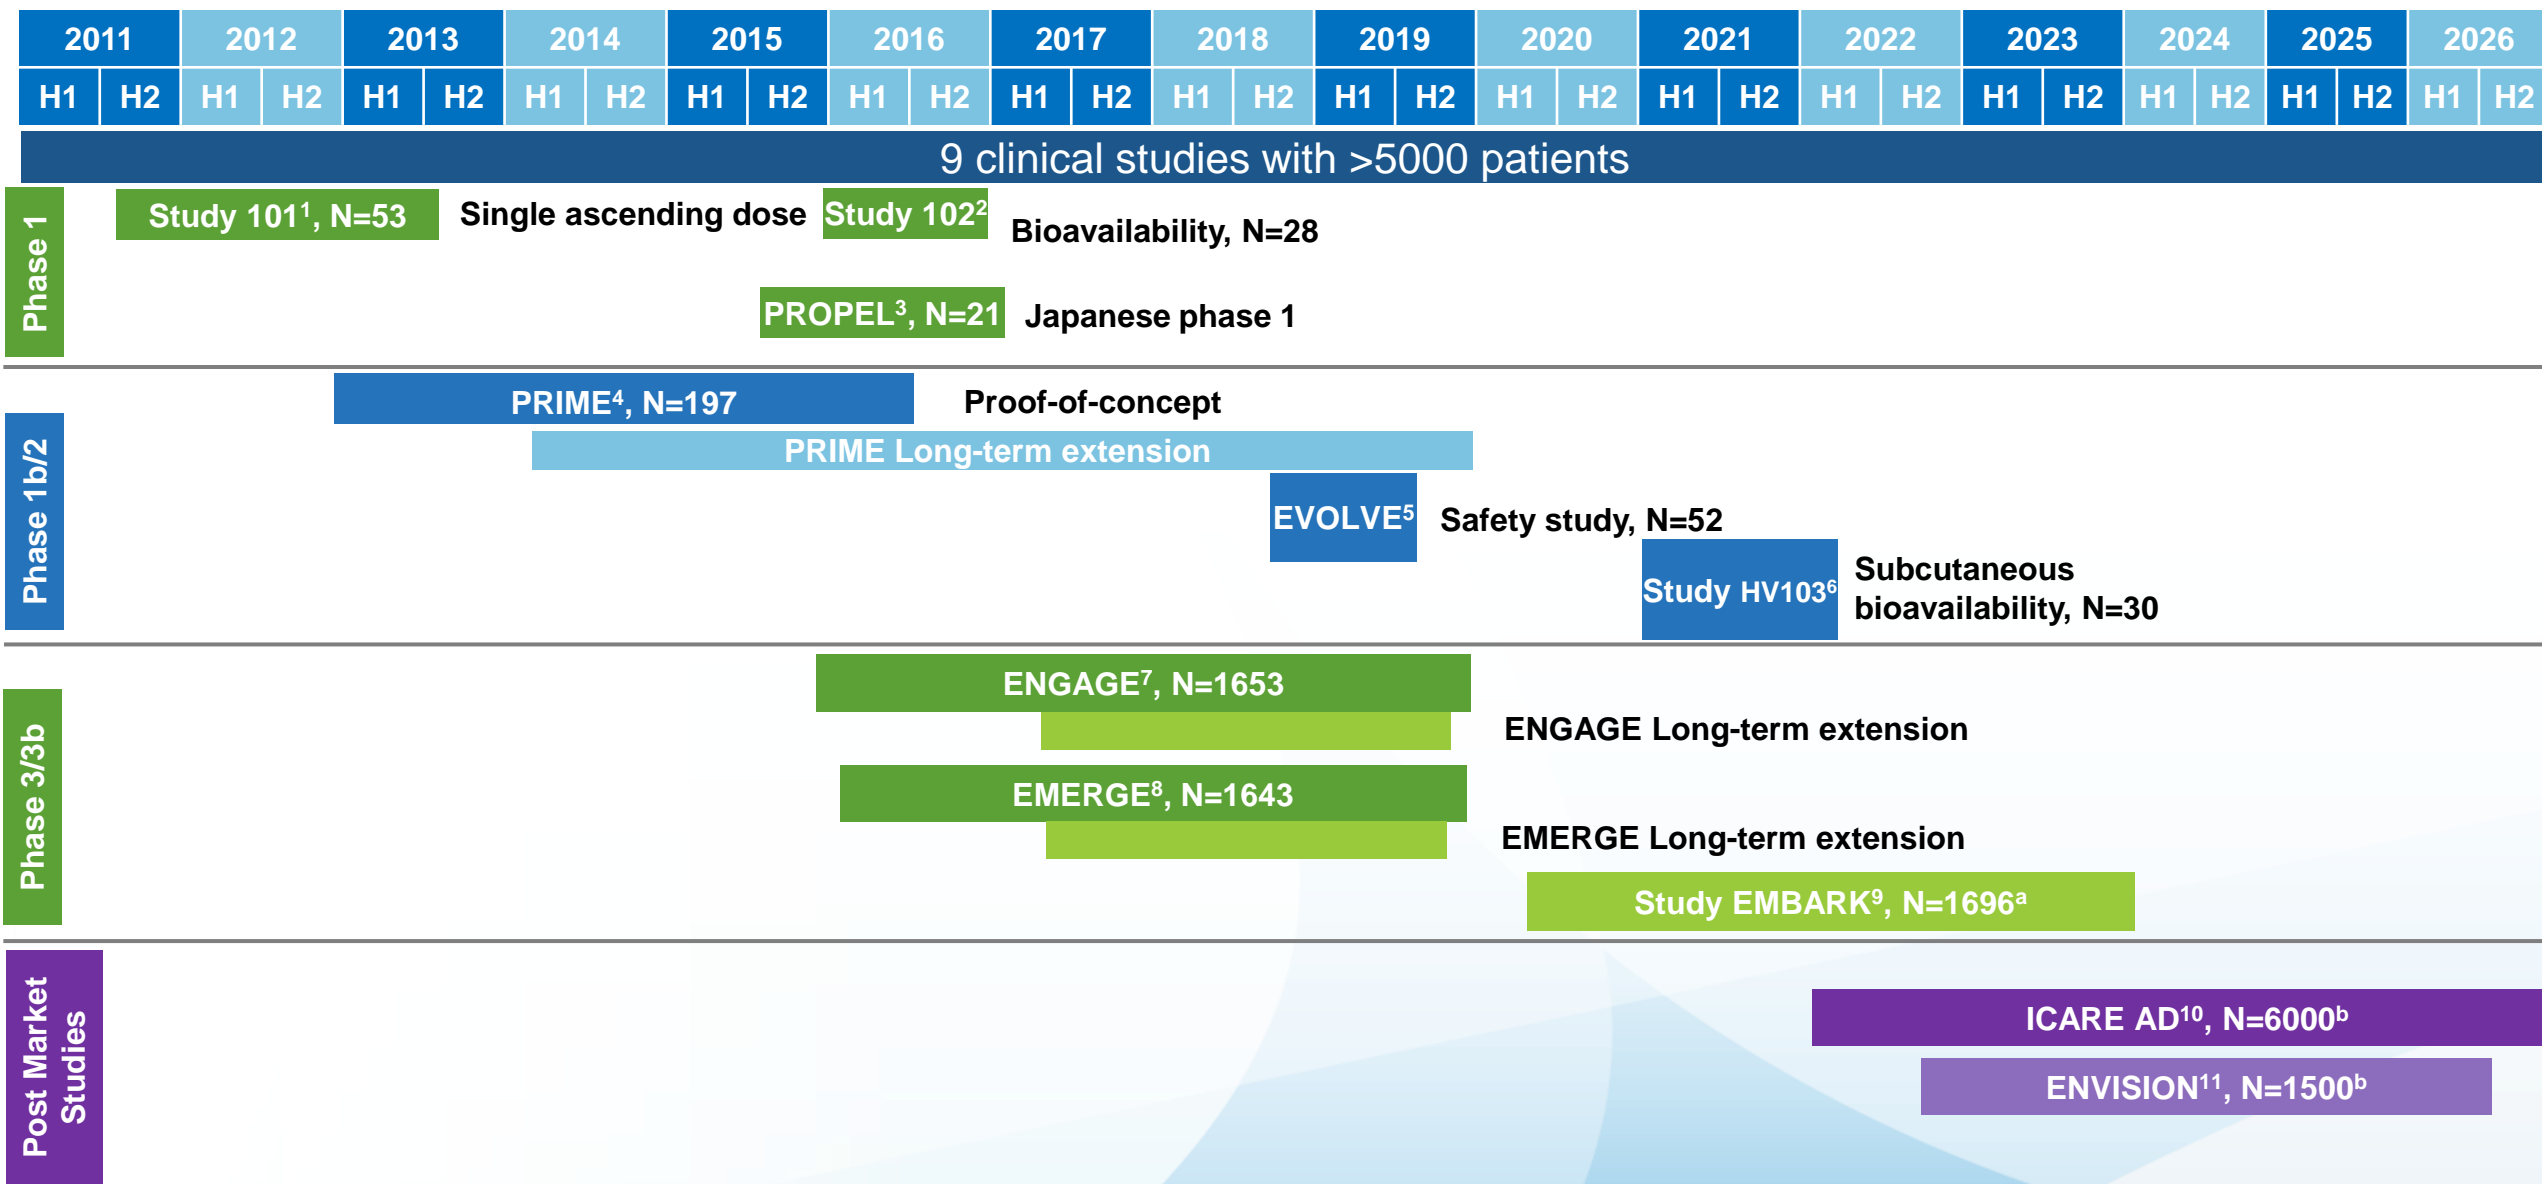 2011 2012 2013 2014 2015 2016 2017 2018 2019 2020 2021 2022 2023 2024 2025 2026
H1 H2 H1 H2 H1 H2 H1 H2 H1 H2 H1 H2 H1 H2 H1 H2 H1 H2 H1 H2 H1 H2 H1 H2 H1 H2 H1 H2 H1 H2 H1 H2
9 clinical studies with >5000 patients
Phase 1
Study 101¹, N=53
Single ascending dose
Study 102²
Bioavailability, N=28
PROPEL³, N=21
Japanese phase 1
Phase 1b/2
PRIME⁴, N=197
Proof-of-concept
PRIME Long-term extension
EVOLVE⁵
Safety study, N=52
Study HV103⁶
Subcutaneous
bioavailability, N=30
Phase 3/3b
ENGAGE⁷, N=1653
ENGAGE Long-term extension
EMERGE⁸, N=1643
EMERGE Long-term extension
Study EMBARK⁹, N=1696ᵃ
Post Market
Studies
ICARE AD¹⁰, N=6000ᵇ
ENVISION¹¹, N=1500ᵇ